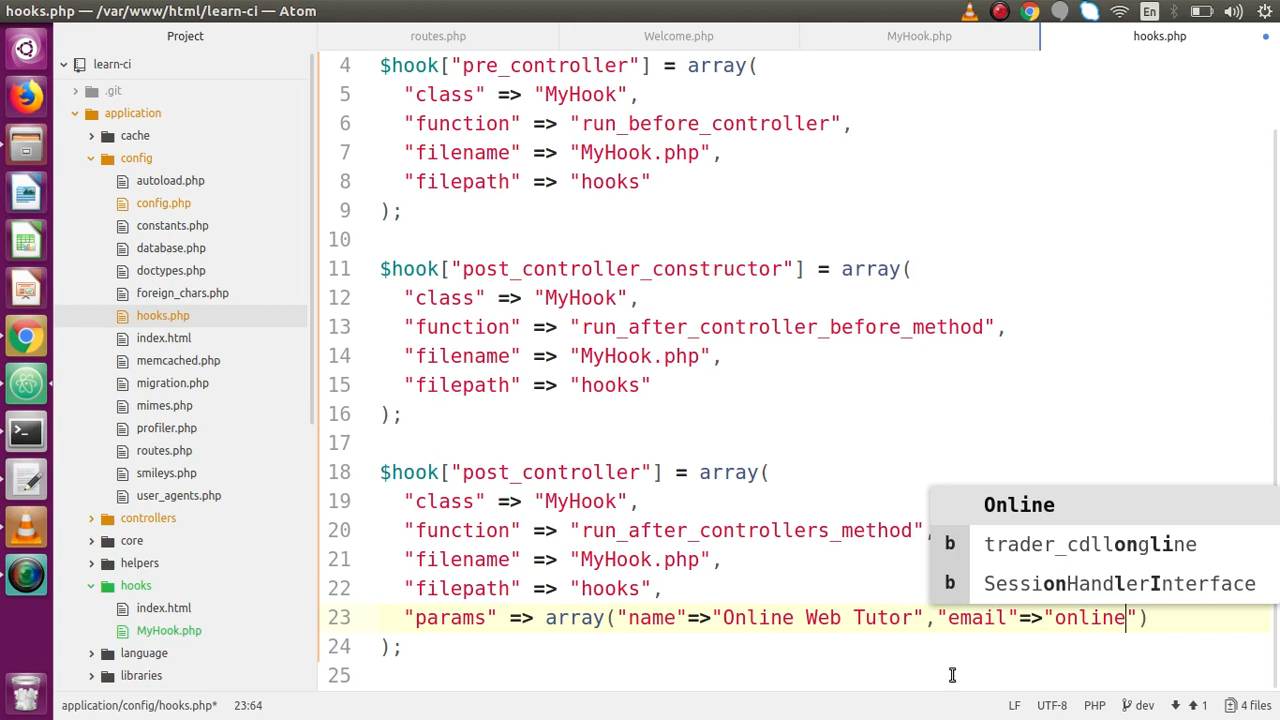 hooks.php — /var/www/html/learn-ci — Atom
En
Project
routes.php
Welcome.php
MyHook.php
hooks.php
learn-ci
.git
application
cache
config
autoload.php
config.php
constants.php
database.php
doctypes.php
foreign_chars.php
hooks.php
index.html
memcached.php
migration.php
mimes.php
profiler.php
routes.php
smileys.php
user_agents.php
controllers
core
helpers
hooks
index.html
MyHook.php
language
libraries
4 $hook["pre_controller"] = array(
5 "class" => "MyHook",
6 "function" => "run_before_controller",
7 "filename" => "MyHook.php",
8 "filepath" => "hooks"
9 );
10
11 $hook["post_controller_constructor"] = array(
12 "class" => "MyHook",
13 "function" => "run_after_controller_before_method",
14 "filename" => "MyHook.php",
15 "filepath" => "hooks"
16 );
17
18 $hook["post_controller"] = array(
19 "class" => "MyHook",
20 "function" => "run_after_controllers_method",
21 "filename" => "MyHook.php",
22 "filepath" => "hooks",
23 "params" => array("name"=>"Online Web Tutor","email"=>"online")
24 );
25
Online
b trader_cdllongline
b SessionHandlerInterface
application/config/hooks.php* 23:64
LF UTF-8 PHP dev 1 4 files